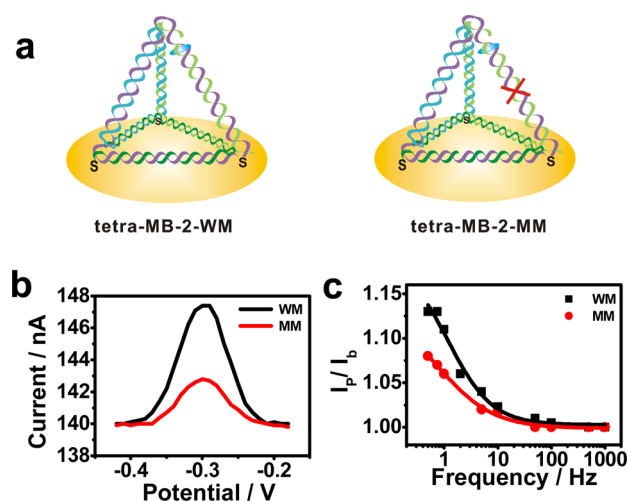 a
S S S
S S S
tetra-MB-2-WM
tetra-MB-2-MM
b
148
146
144
142
140
138
Current / nA
WM
MM
-0.4 -0.3 -0.2
Potential / V
c
1.15
1.10
1.05
1.00
I_P/ I_b
WM
MM
1 10 100 1000
Frequency / Hz